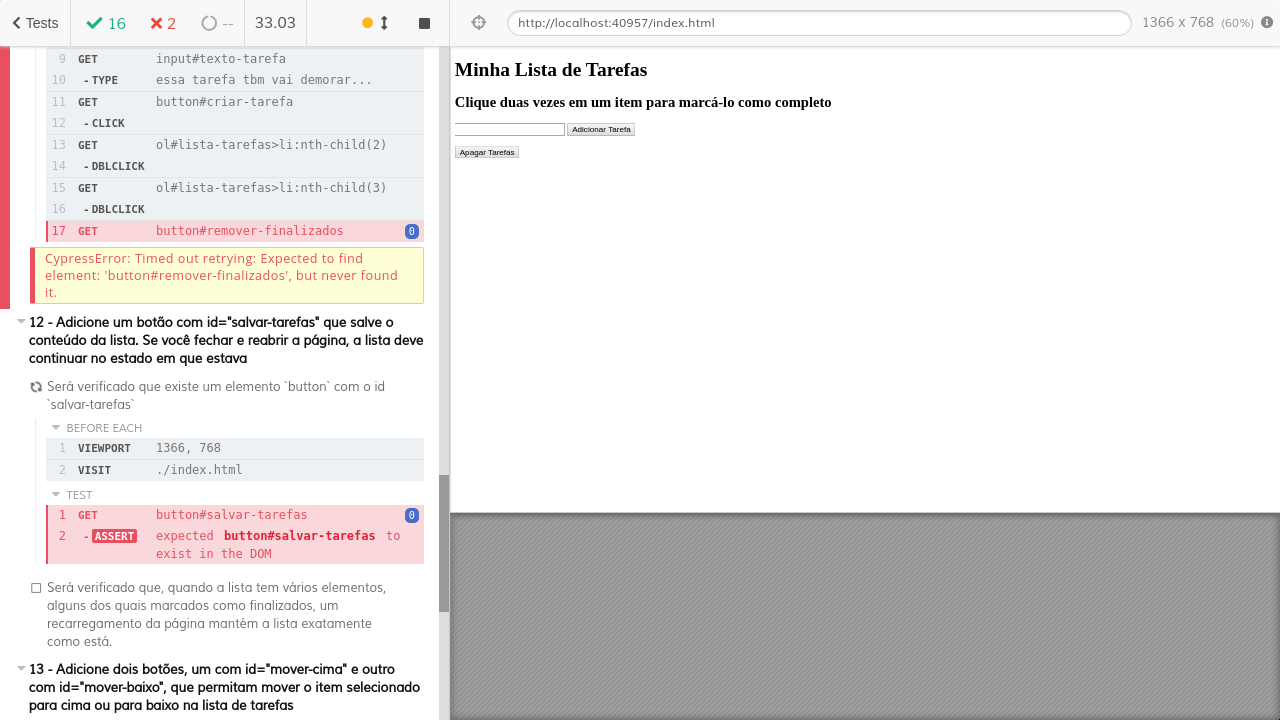 Tests
16
2
--
33.03
http://localhost:40957/index.html
1366 x 768 (60%)
9 GET input#texto-tarefa
10 - TYPE essa tarefa tbm vai demorar...
11 GET button#criar-tarefa
12 - CLICK
13 GET ol#lista-tarefas>li:nth-child(2)
14 - DBLCLICK
15 GET ol#lista-tarefas>li:nth-child(3)
16 - DBLCLICK
17 GET button#remover-finalizados 0
CypressError: Timed out retrying: Expected to find
element: 'button#remover-finalizados', but never found
it.
12 - Adicione um botão com id="salvar-tarefas" que salve o
conteúdo da lista. Se você fechar e reabrir a página, a lista deve
continuar no estado em que estava
Será verificado que existe um elemento `button` com o id
`salvar-tarefas`
BEFORE EACH
1 VIEWPORT 1366, 768
2 VISIT ./index.html
TEST
1 GET button#salvar-tarefas 0
2 - ASSERT expected button#salvar-tarefas to
exist in the DOM
Será verificado que, quando a lista tem vários elementos,
alguns dos quais marcados como finalizados, um
recarregamento da página mantém a lista exatamente
como está.
13 - Adicione dois botões, um com id="mover-cima" e outro
com id="mover-baixo", que permitam mover o item selecionado
para cima ou para baixo na lista de tarefas
Minha Lista de Tarefas
Clique duas vezes em um item para marcá-lo como completo
Adicionar Tarefa
Apagar Tarefas